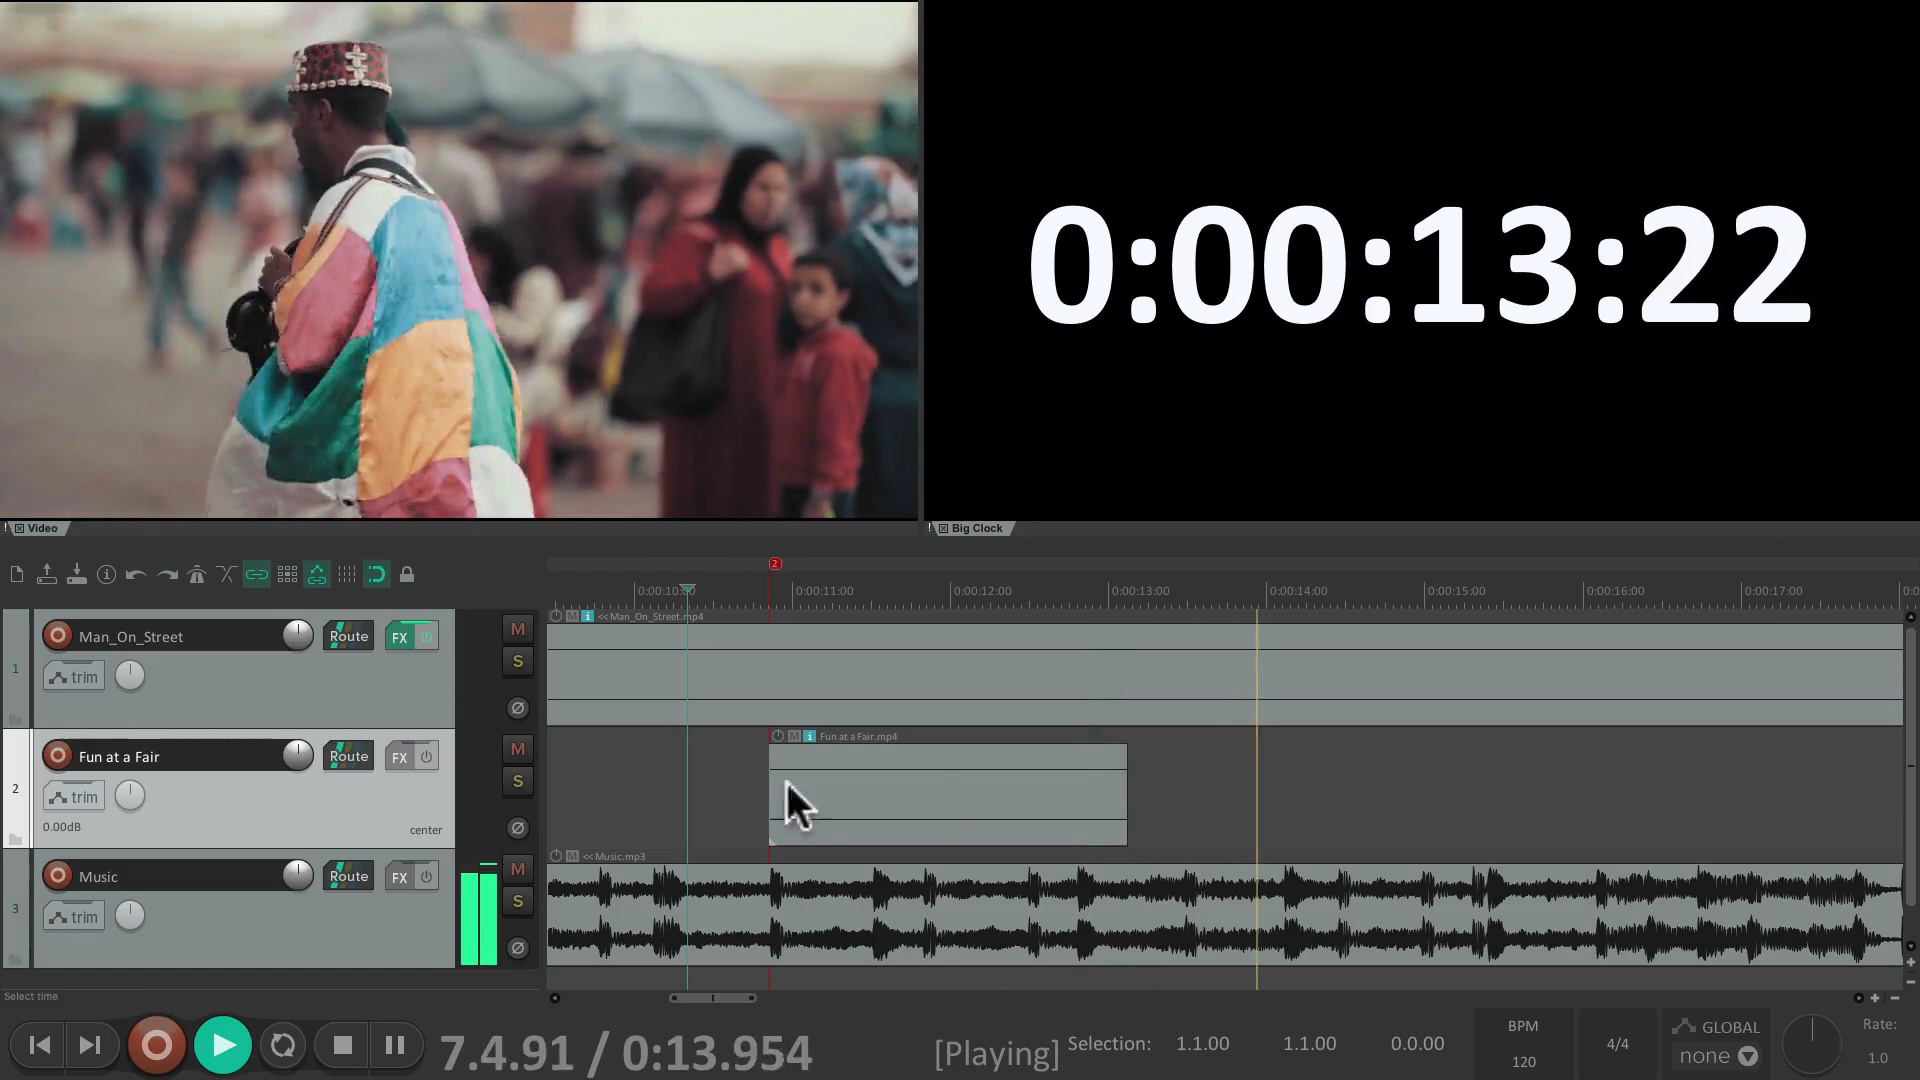 0:00:13:22
Video
Big Clock
2
0:00:11:00
0:00:12:00
0:00:13:00
0:00:14:00
0:00:15:00
0:00:16:00
0:00:17:00
1
Man_On_Street
Route
FX
M
S
trim
M i <<Man_On_Street.mp4
2
Fun at a Fair
Route
FX
M
S
trim
0.00dB
center
M i Fun at a Fair.mp4
3
Music
Route
FX
M
S
trim
M <<Music.mp3
Select time
7.4.91 / 0:13.954
[Playing]
Selection:
1.1.00
1.1.00
0.0.00
BPM
120
4/4
GLOBAL
none
Rate:
1.0